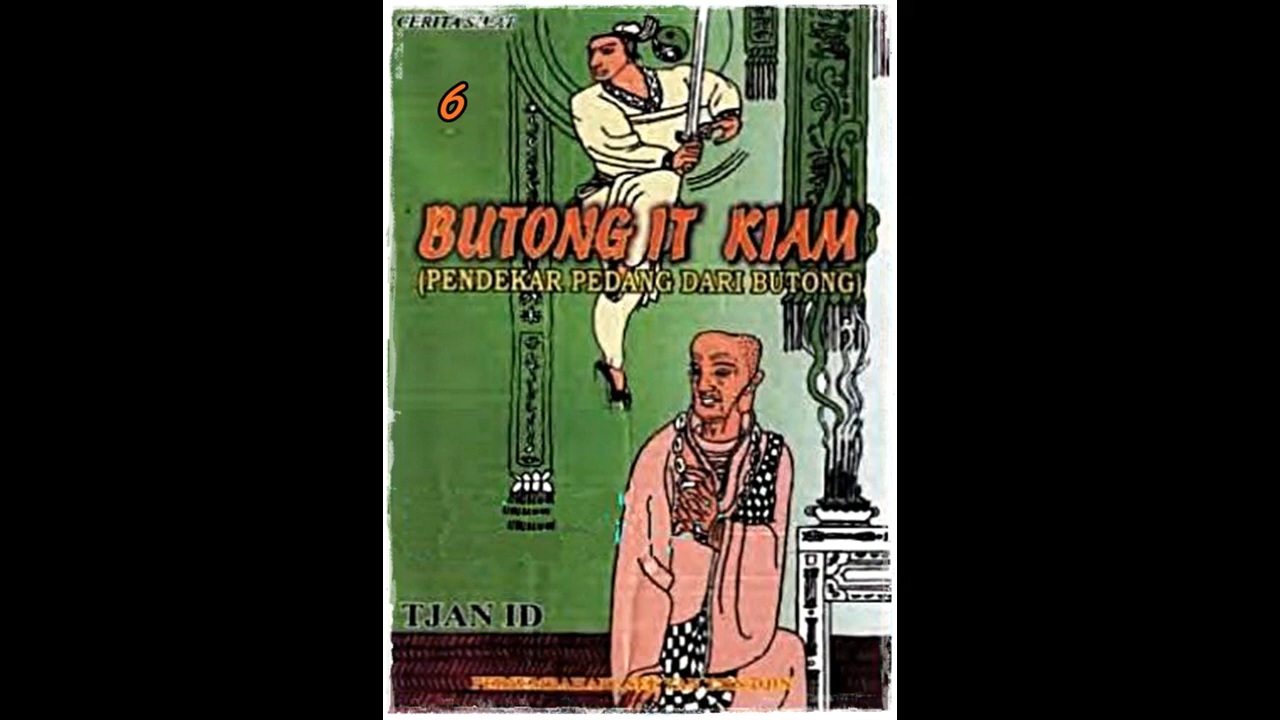 CERITA SILAT
6
BUTONG IT KIAM
(PENDEKAR PEDANG DARI BUTONG)
TJAN ID